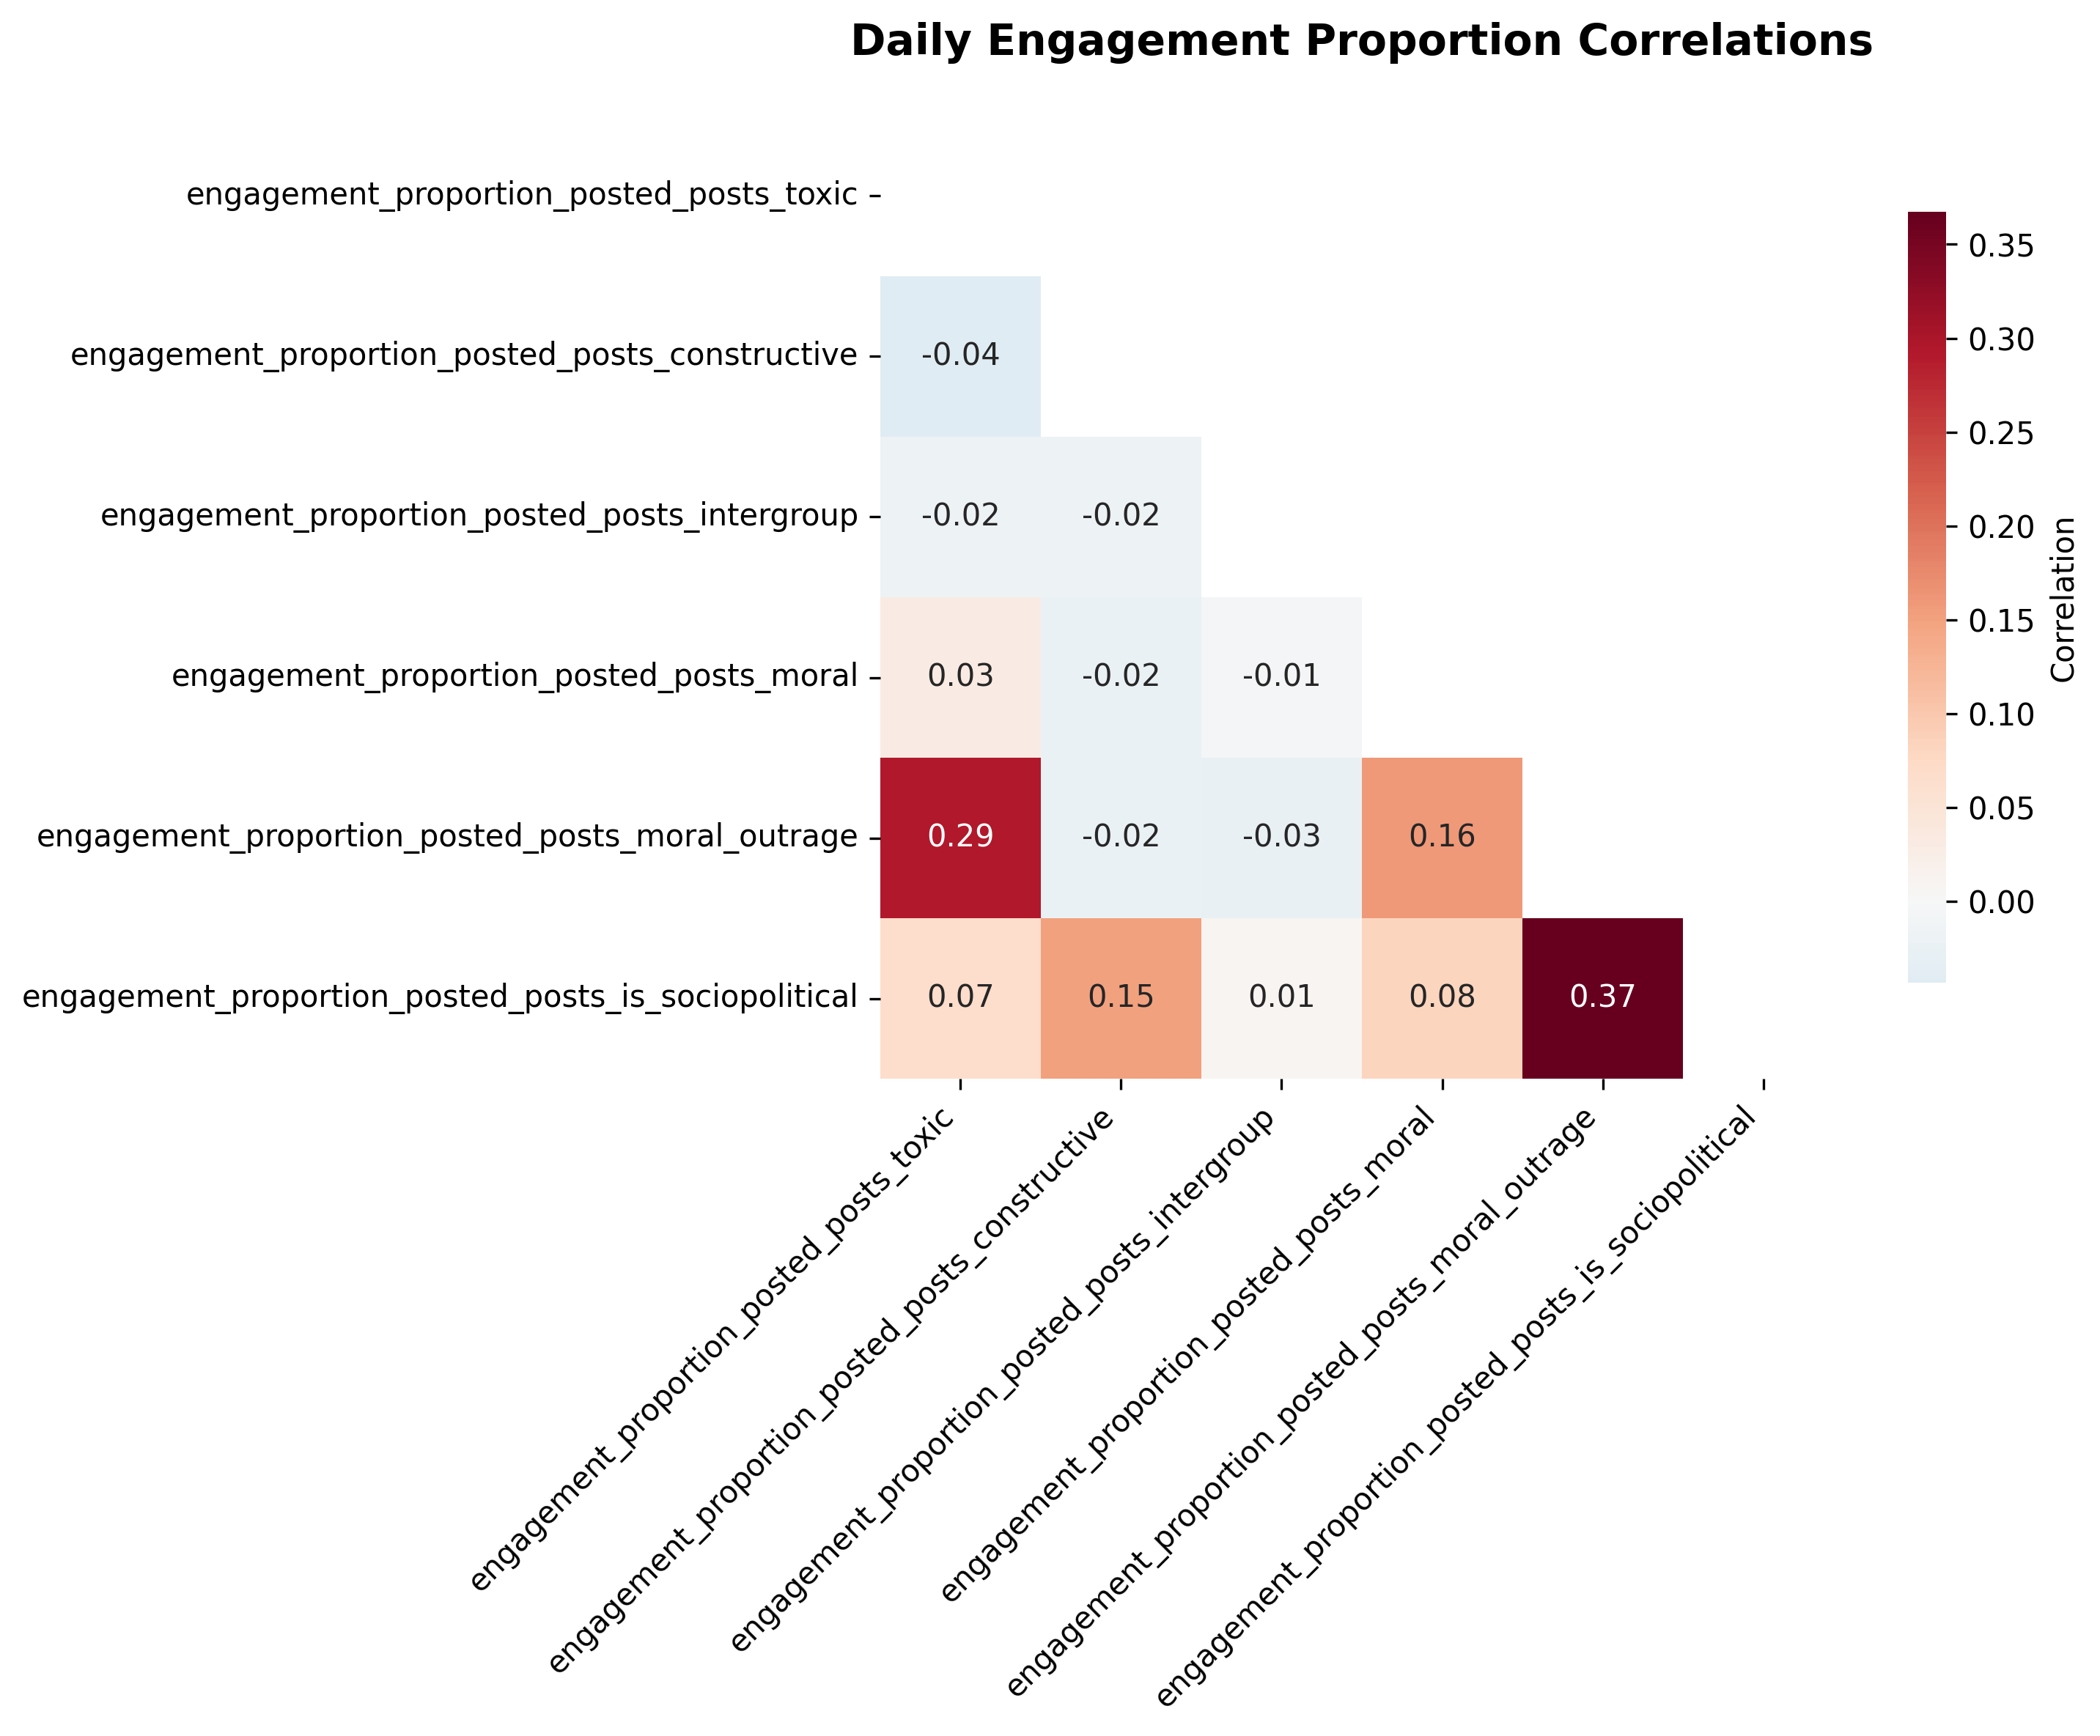 Daily Engagement Proportion Correlations
engagement_proportion_posted_posts_toxic
engagement_proportion_posted_posts_constructive -0.04
engagement_proportion_posted_posts_intergroup -0.02 -0.02
engagement_proportion_posted_posts_moral 0.03 -0.02 -0.01
engagement_proportion_posted_posts_moral_outrage 0.29 -0.02 -0.03 0.16
engagement_proportion_posted_posts_is_sociopolitical 0.07 0.15 0.01 0.08 0.37
engagement_proportion_posted_posts_toxic
engagement_proportion_posted_posts_constructive
engagement_proportion_posted_posts_intergroup
engagement_proportion_posted_posts_moral
engagement_proportion_posted_posts_moral_outrage
engagement_proportion_posted_posts_is_sociopolitical
0.35
0.30
0.25
0.20
0.15
0.10
0.05
0.00
Correlation